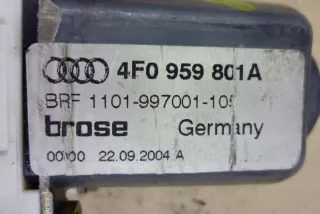 4F0 959 801A
BRF 1101-997001-105
brose Germany
00:00 22.09.2004 A